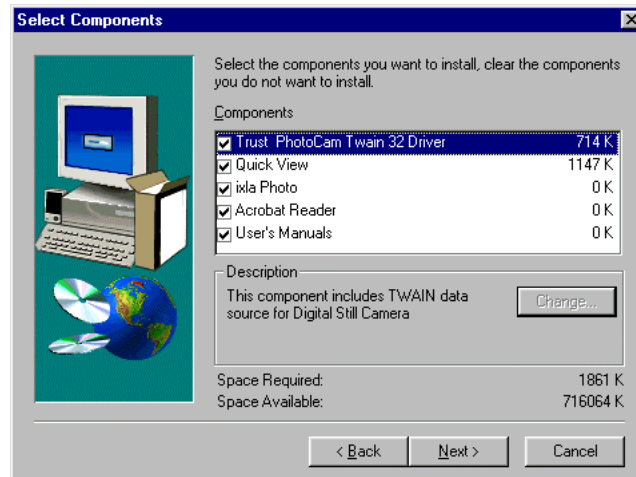 Select Components
Select the components you want to install, clear the components
you do not want to install.
Components
Trust PhotoCam Twain 32 Driver 714 K
Quick View 1147 K
ixla Photo 0 K
Acrobat Reader 0 K
User's Manuals 0 K
Description
This component includes TWAIN data
source for Digital Still Camera
Change...
Space Required: 1861 K
Space Available: 716064 K
< Back Next > Cancel